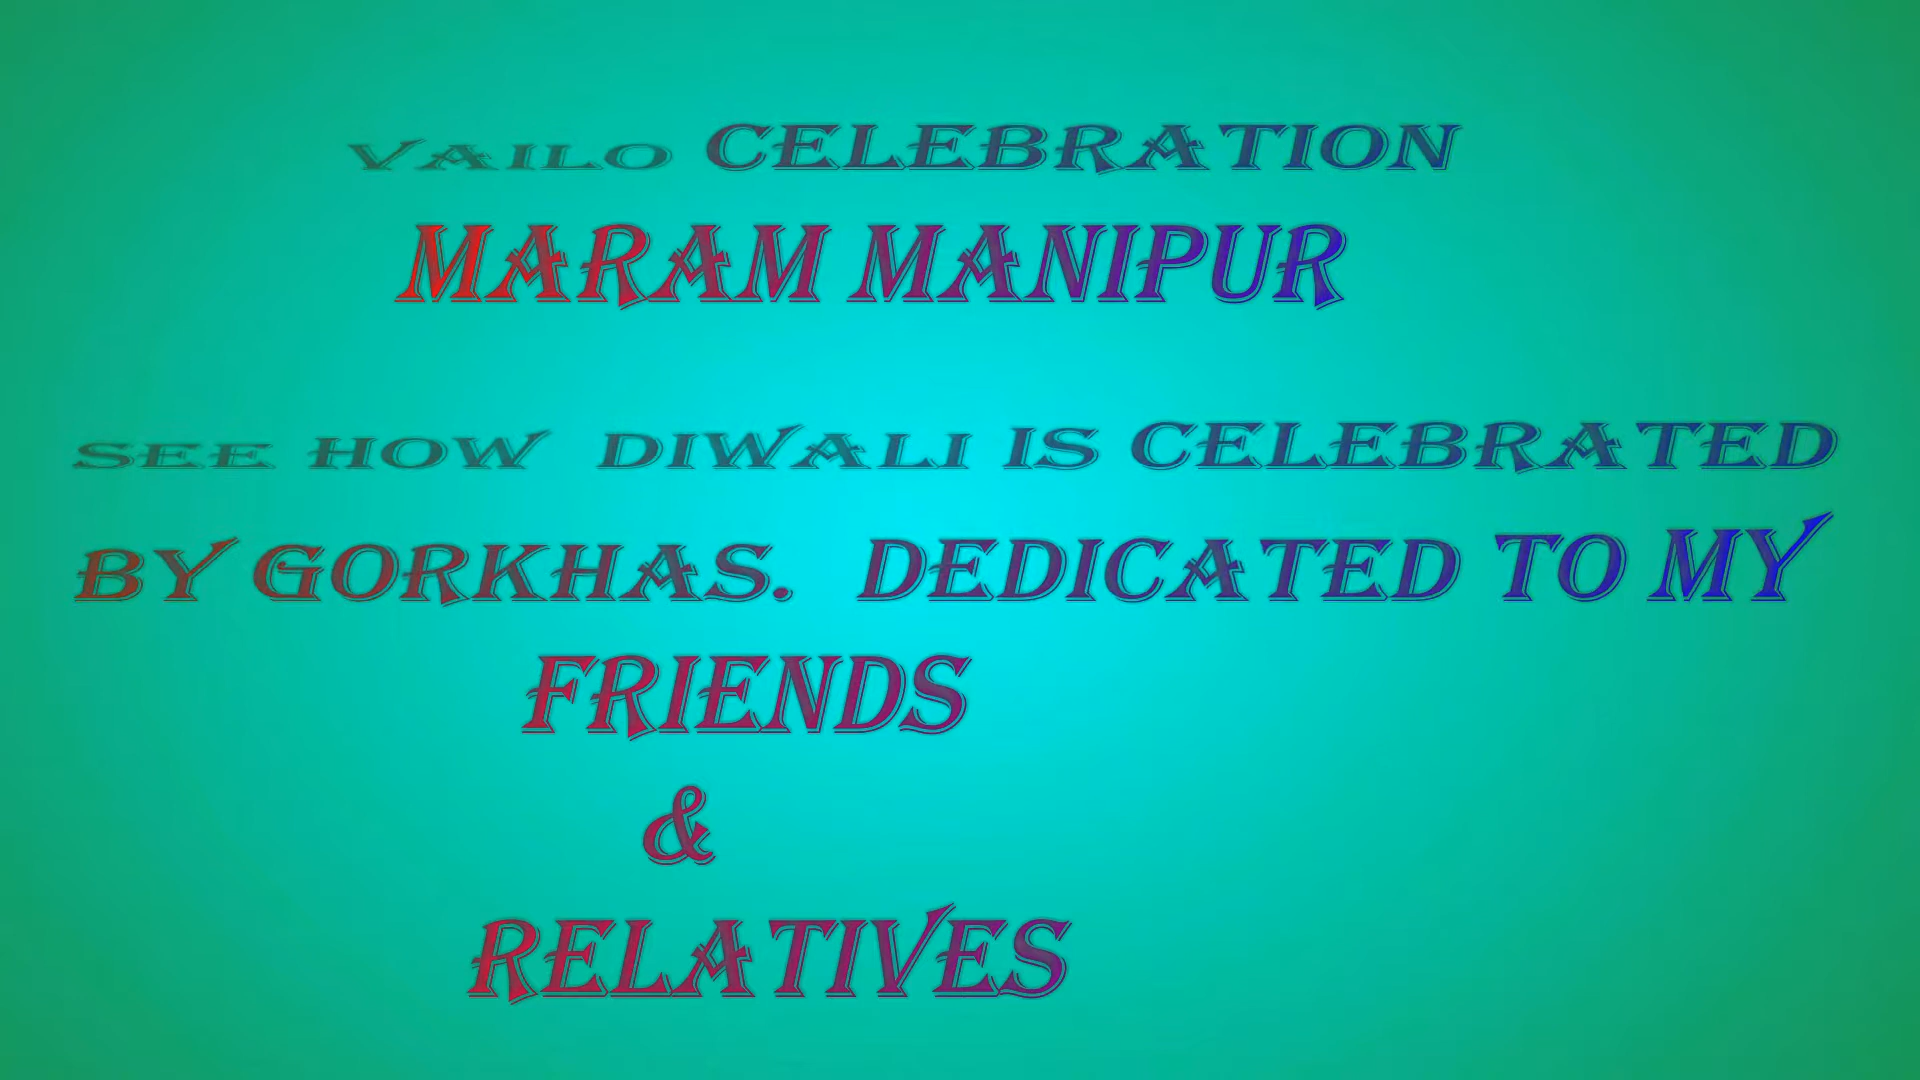 VAILO CELEBRATION
MARAM MANIPUR
SEE HOW DIWALI IS CELEBRATED
BY GORKHAS. DEDICATED TO MY
FRIENDS
&
RELATIVES